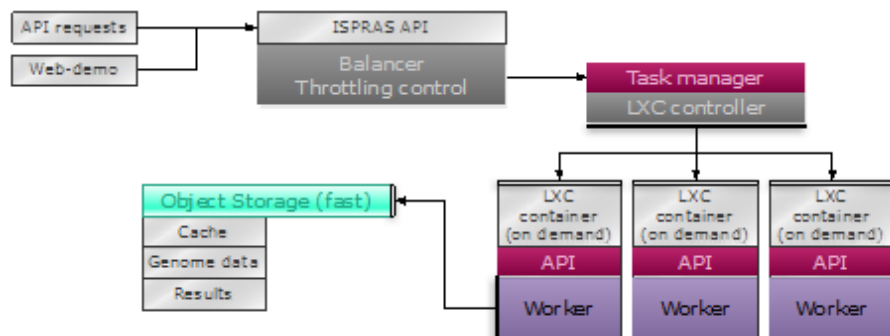 API requests
Web-demo
ISPRAS API
Balancer
Throttling control
Task manager
LXC controller
Object Storage (fast)
Cache
Genome data
Results
LXC
container
(on demand)
API
Worker
LXC
container
(on demand)
API
Worker
LXC
container
(on demand)
API
Worker